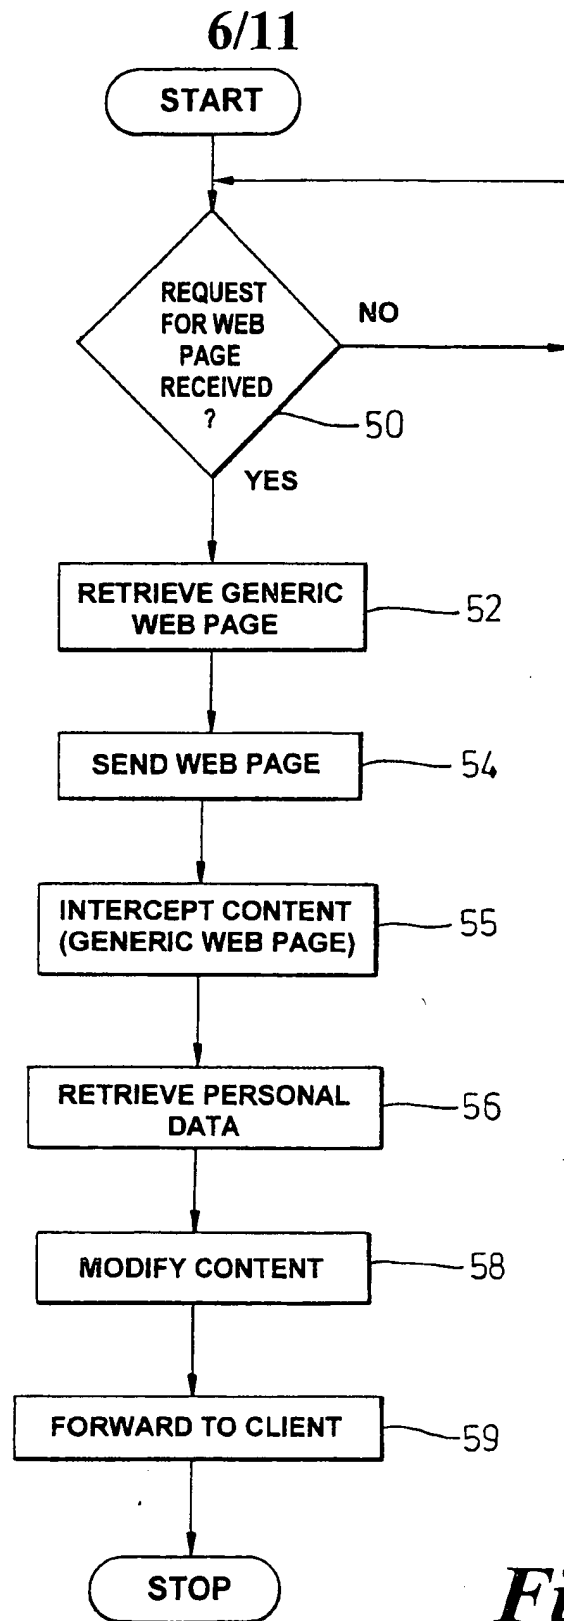 6/11
START
REQUEST
FOR WEB
PAGE
RECEIVED
?
NO
50
YES
RETRIEVE GENERIC
WEB PAGE
52
SEND WEB PAGE
54
INTERCEPT CONTENT
(GENERIC WEB PAGE)
55
RETRIEVE PERSONAL
DATA
56
MODIFY CONTENT
58
FORWARD TO CLIENT
59
STOP